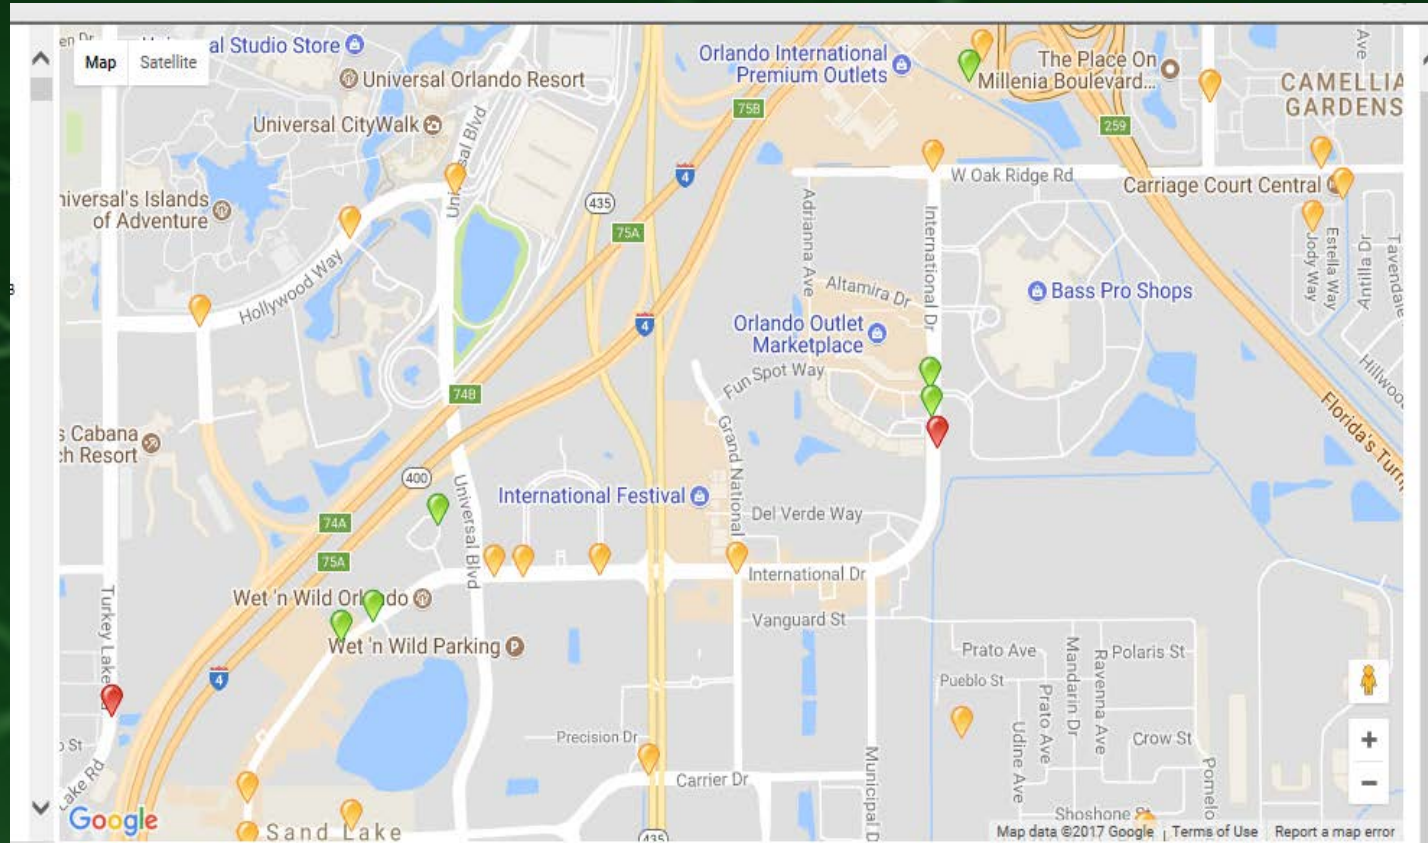 Map
Satellite
al Studio Store
Universal Orlando Resort
Universal CityWalk
niversal's Islands
of Adventure
Hollywood Way
Orlando International
Premium Outlets
75B
The Place On
Millenia Boulevard...
259
CAMELLIA
GARDENS
Ave
4
435
75A
W Oak Ridge Rd
Carriage Court Central
Adrianna Ave
International Dr
Jody Way
Estella Way
Antilla Dr
Tavendale
Altamira Dr
Bass Pro Shops
4
Orlando Outlet
Marketplace
Fun Spot Way
74B
Hillwood
Florida's Turn
s Cabana
ch Resort
400
Grand National
Universal Blvd
International Festival
Del Verde Way
74A
75A
International Dr
Wet 'n Wild Orlando
Vanguard St
Wet 'n Wild Parking
Turkey Lake
4
Prato Ave
Polaris St
Pueblo St
Mandarin Dr
Ravenna Ave
Prato Ave
Udine Ave
Precision Dr
Crow St
Carrier Dr
Municipal D
Pomelo
o St
Lake Rd
Shoshone St
Google
Sand Lake
435
Map data ©2017 Google
Terms of Use
Report a map error